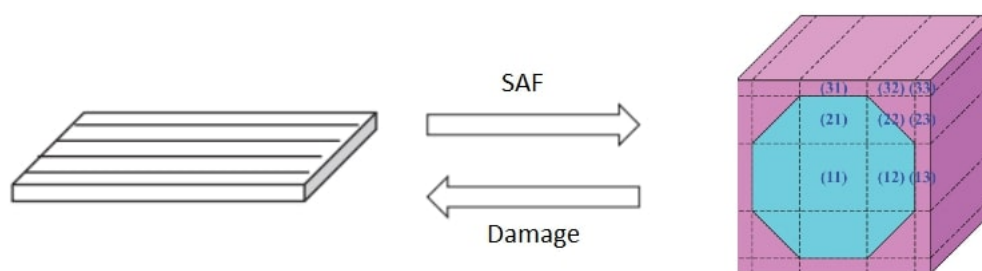 SAF
Damage
(31) (32) (33)
(21) (22) (23)
(11) (12) (13)